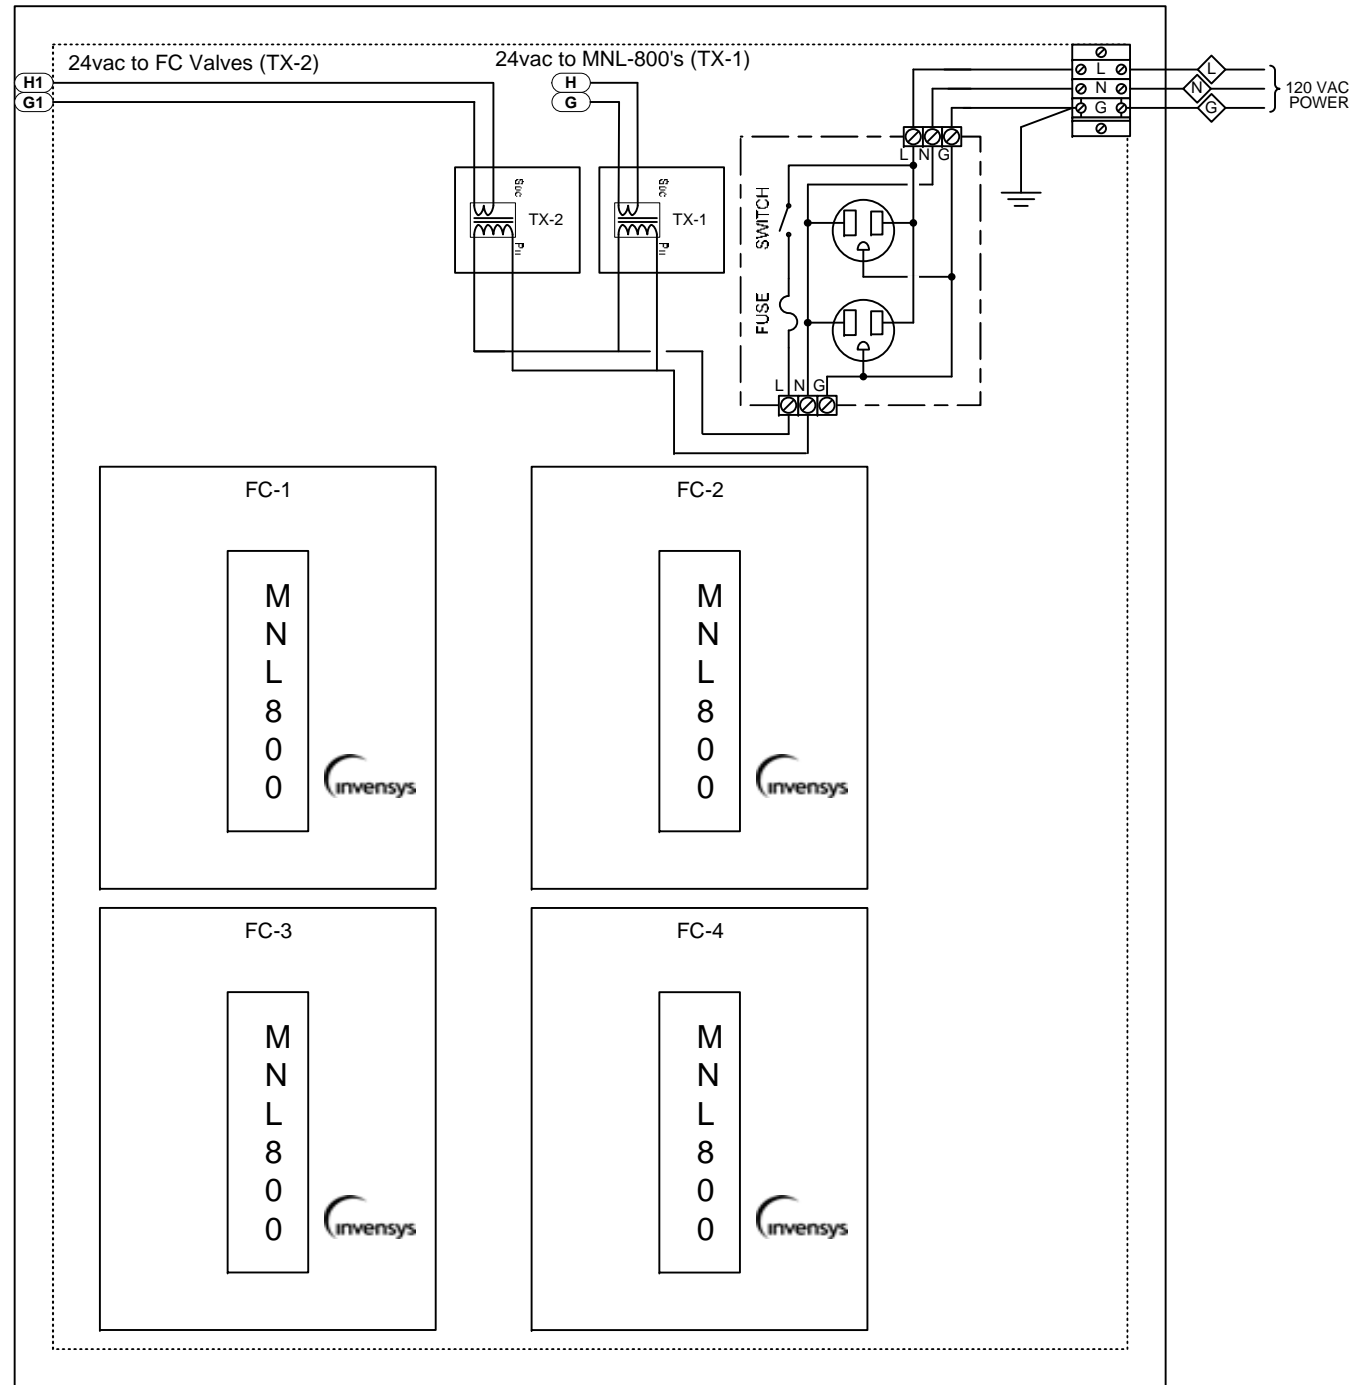 24vac to FC Valves (TX-2)
24vac to MNL-800's (TX-1)
H1
G1
H
G
L
N
G
L
N
G
120 VAC
POWER
L N G
Sec
TX-2
Pri
Sec
TX-1
Pri
SWITCH
FUSE
L N G
FC-1
M
N
L
8
0
0
invensys
FC-2
M
N
L
8
0
0
invensys
FC-3
M
N
L
8
0
0
invensys
FC-4
M
N
L
8
0
0
invensys